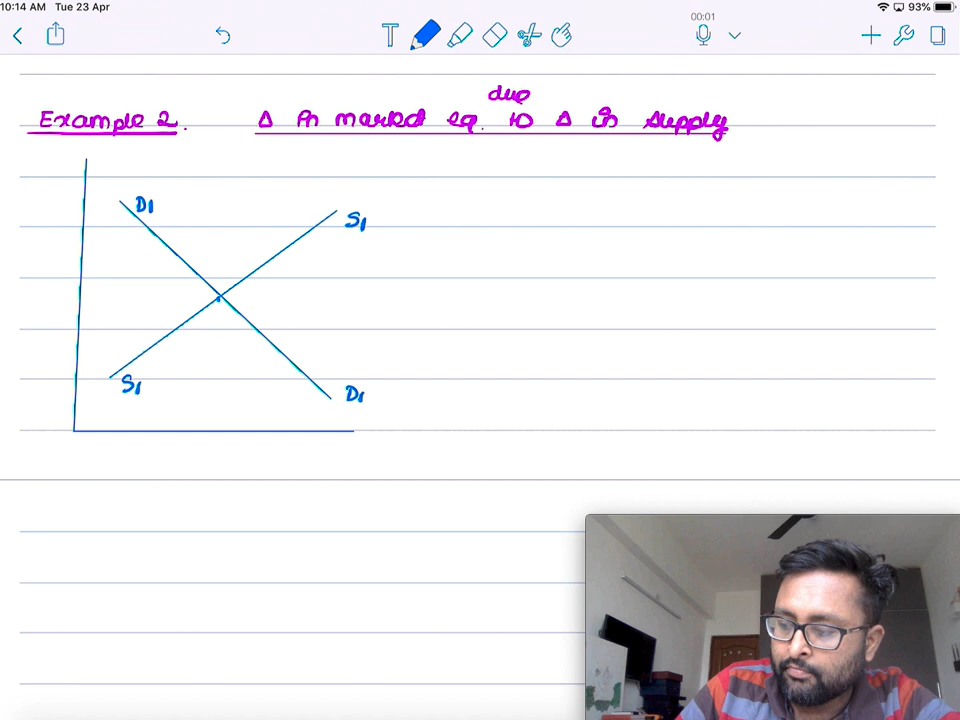 10:14 AM Tue 23 Apr 93%
T 00:01
due
Example 2. Δ in market eq. to Δ in supply
D1
S1
S1
D1